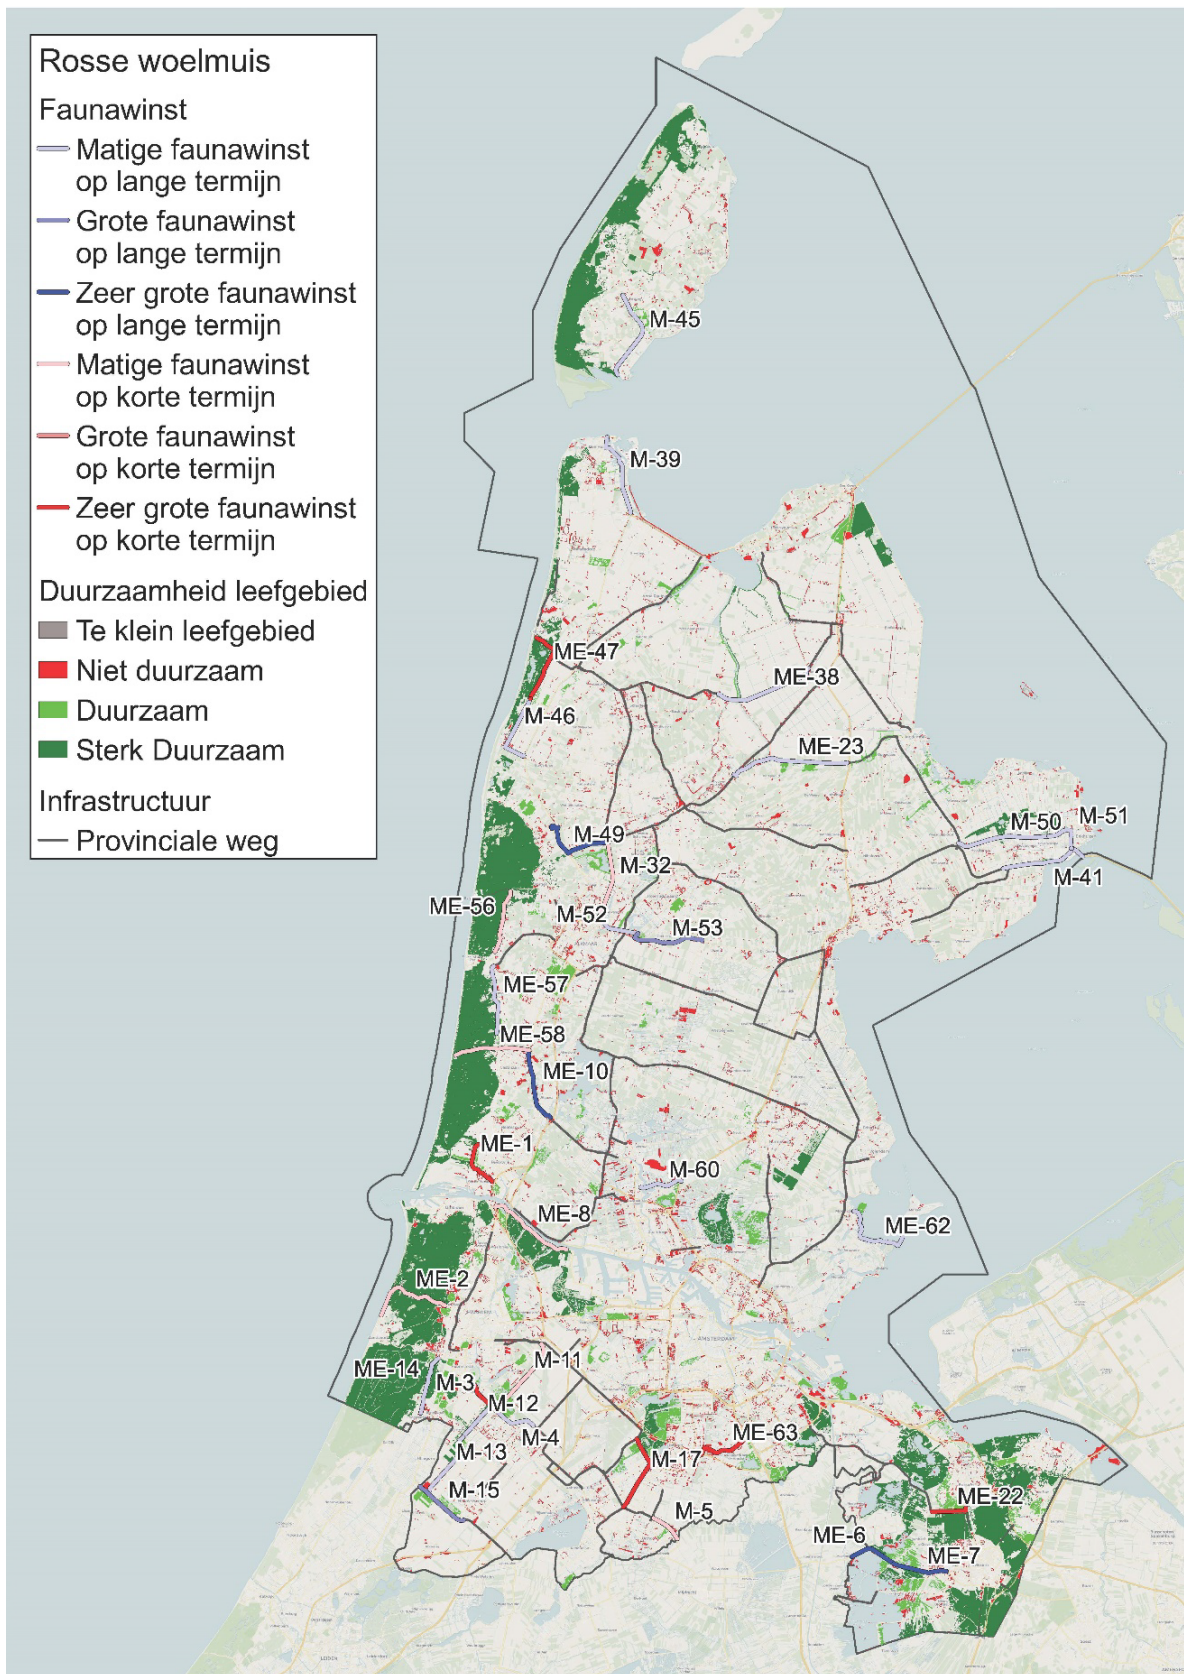 Rosse woelmuis
Faunawinst
Matige faunawinst
op lange termijn
Grote faunawinst
op lange termijn
Zeer grote faunawinst
op lange termijn
Matige faunawinst
op korte termijn
Grote faunawinst
op korte termijn
Zeer grote faunawinst
op korte termijn
Duurzaamheid leefgebied
Te klein leefgebied
Niet duurzaam
Duurzaam
Sterk Duurzaam
Infrastructuur
Provinciale weg
M-45
M-39
ME-47
ME-38
M-46
ME-23
M-50
M-51
M-49
M-32
M-41
ME-56
M-52
M-53
ME-57
ME-58
ME-10
ME-1
M-60
ME-8
ME-62
ME-2
M-11
ME-14
M-3
M-12
M-4
ME-63
M-13
M-17
M-15
ME-22
M-5
ME-6
ME-7